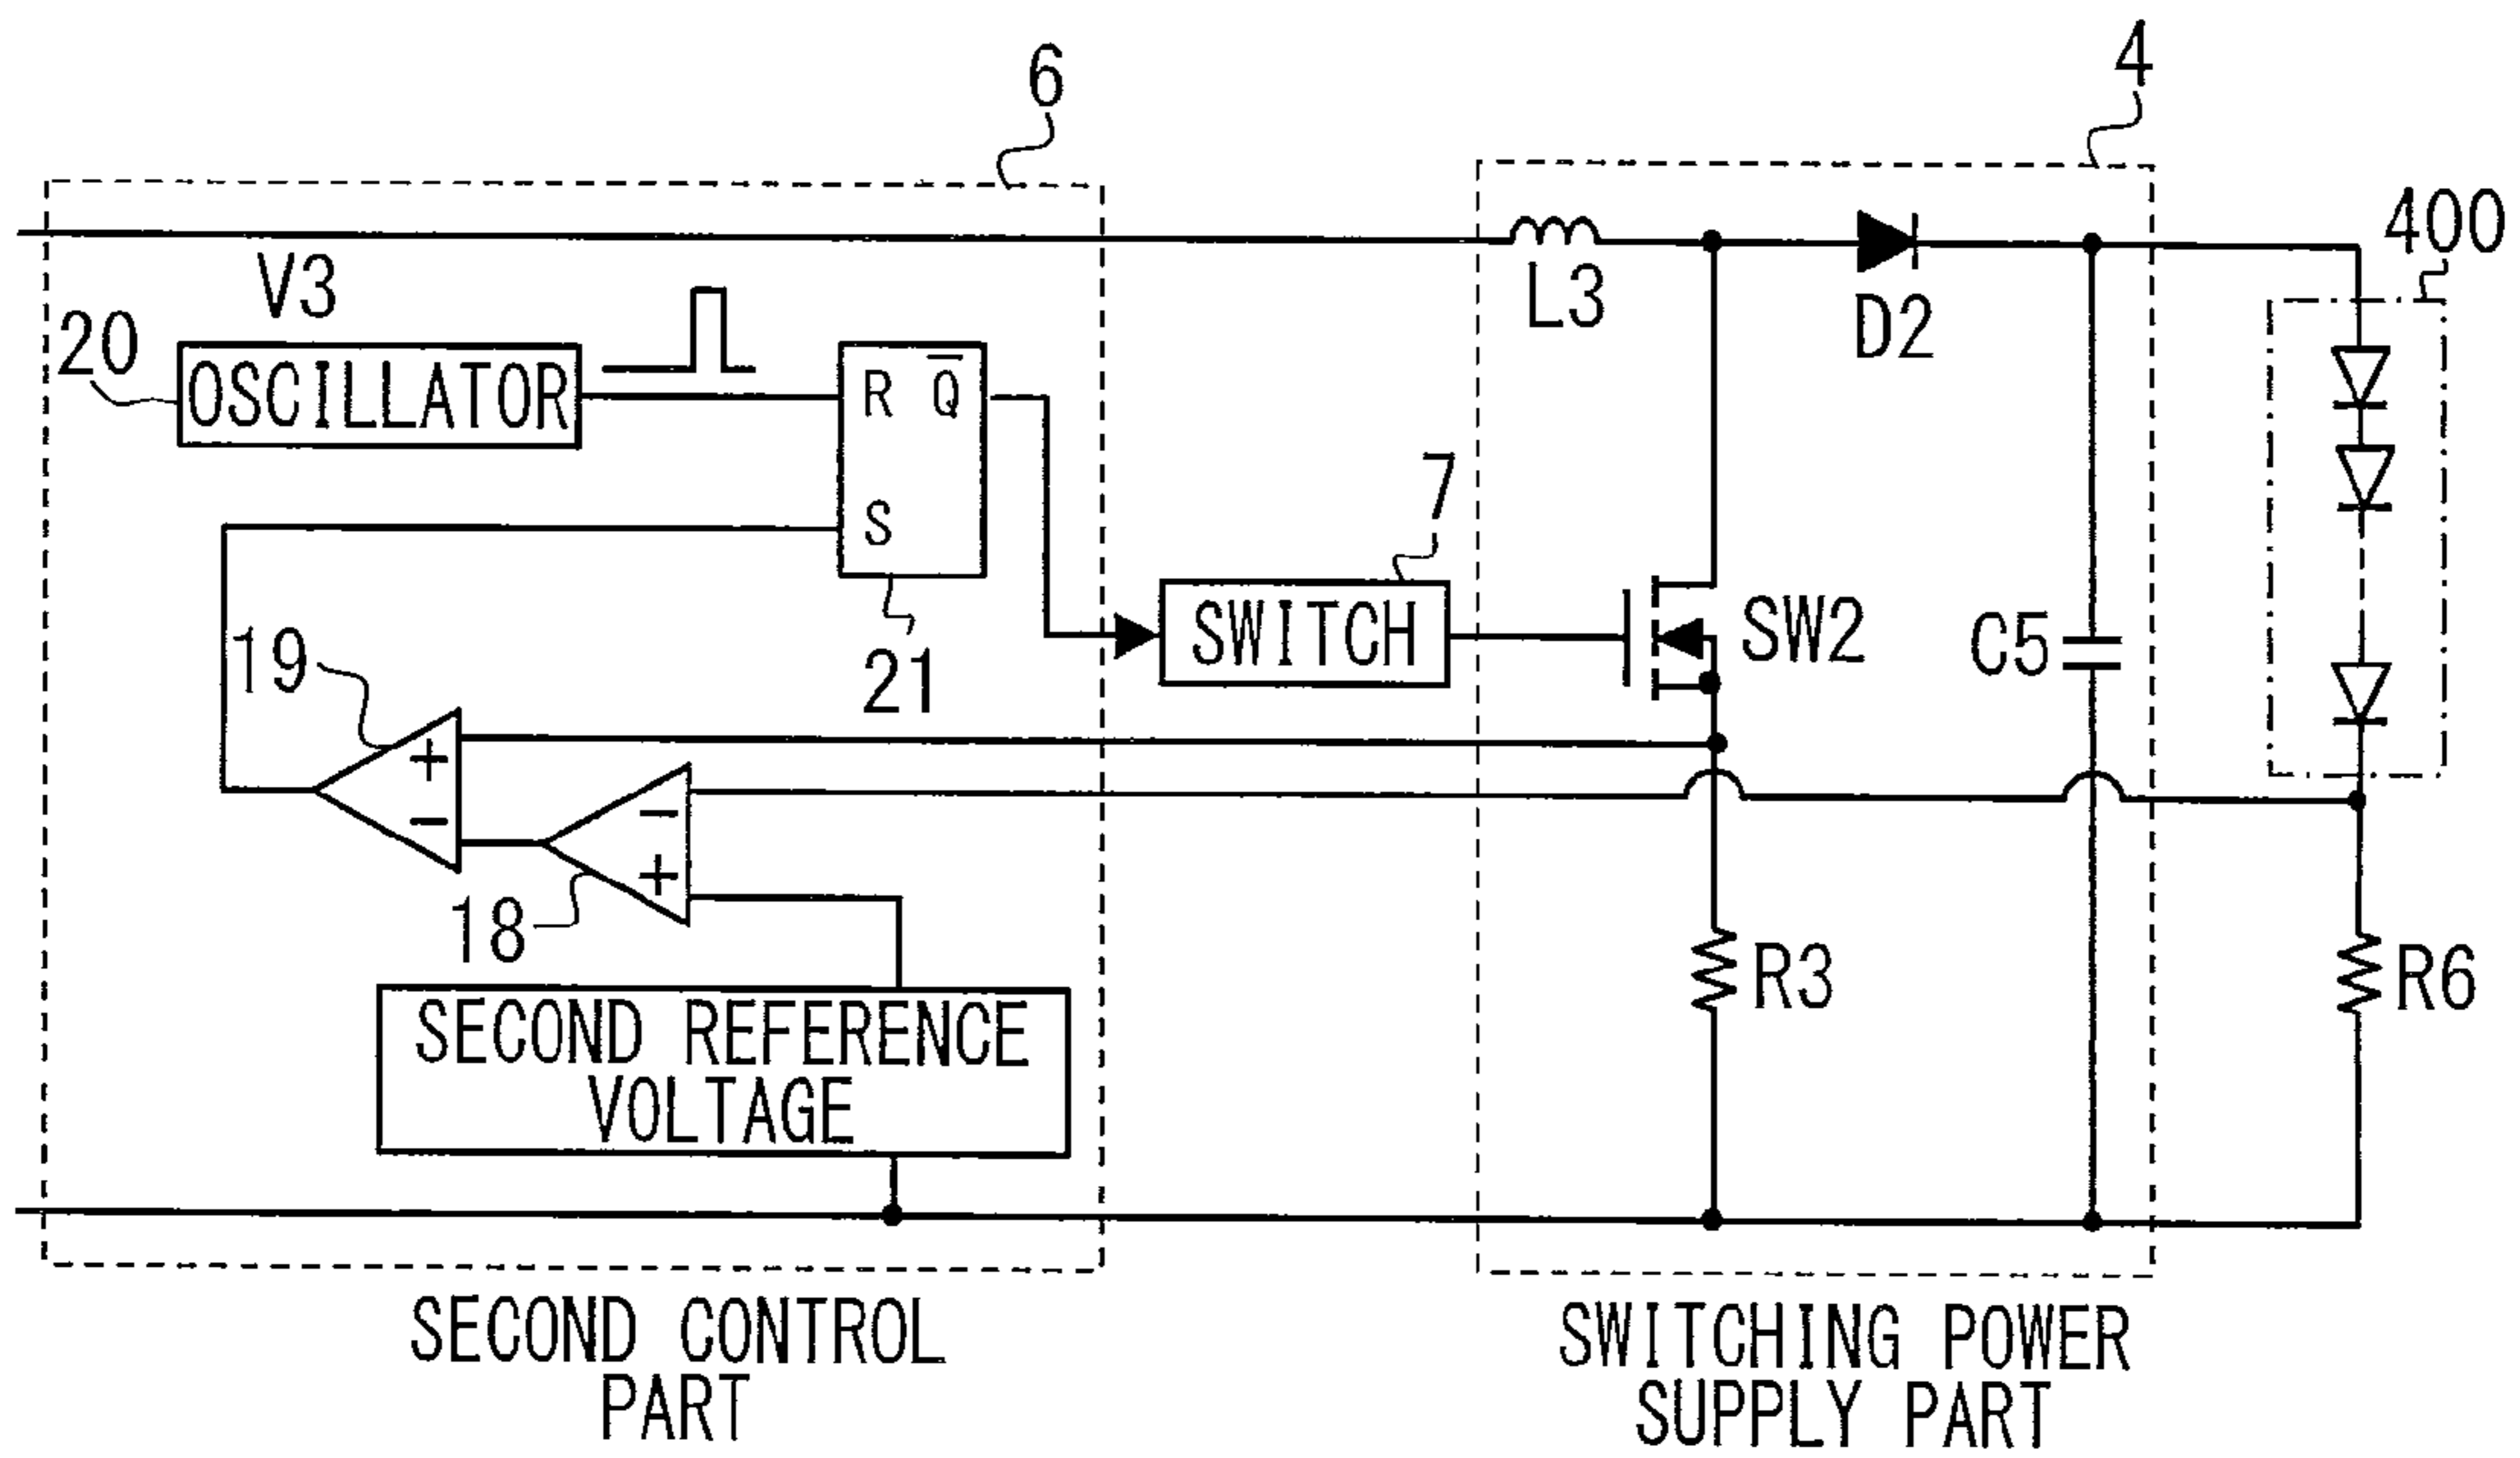 6
4
400
V3
L3
D2
20
OSCILLATOR
R Q̅
S
7
SWITCH
SW2
C5
21
19
+
−
−
+
18
R3
R6
SECOND REFERENCE
VOLTAGE
SECOND CONTROL
PART
SWITCHING POWER
SUPPLY PART